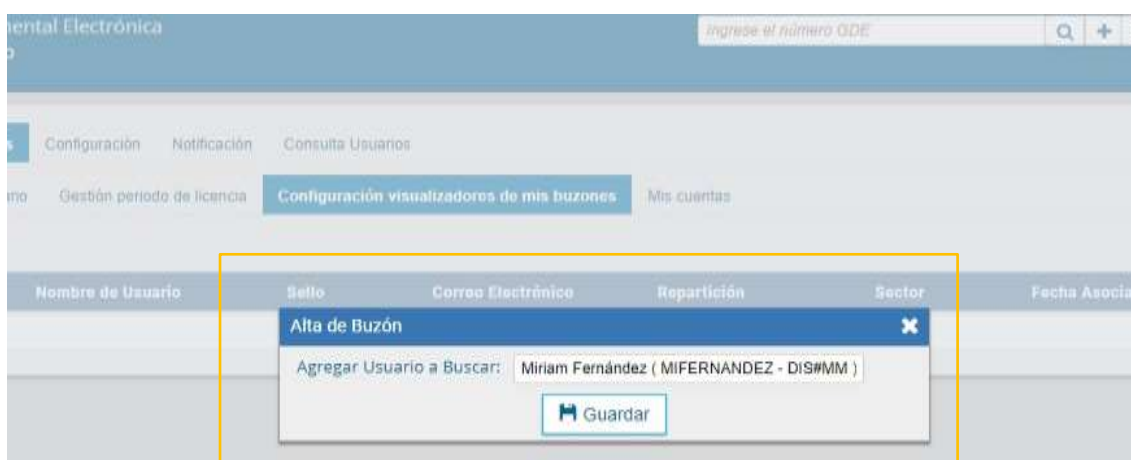 mental Electrónica
Ingrese el número GDE
Configuración Notificación Consulta Usuarios
Gestión periodo de licencia Configuración visualizadores de mis buzones Mis cuentas
Nombre de Usuario Sello Correo Electrónico Repartición Sector Fecha Asocia
Alta de Buzón
Agregar Usuario a Buscar: Miriam Fernández ( MIFERNANDEZ - DIS#MM )
Guardar